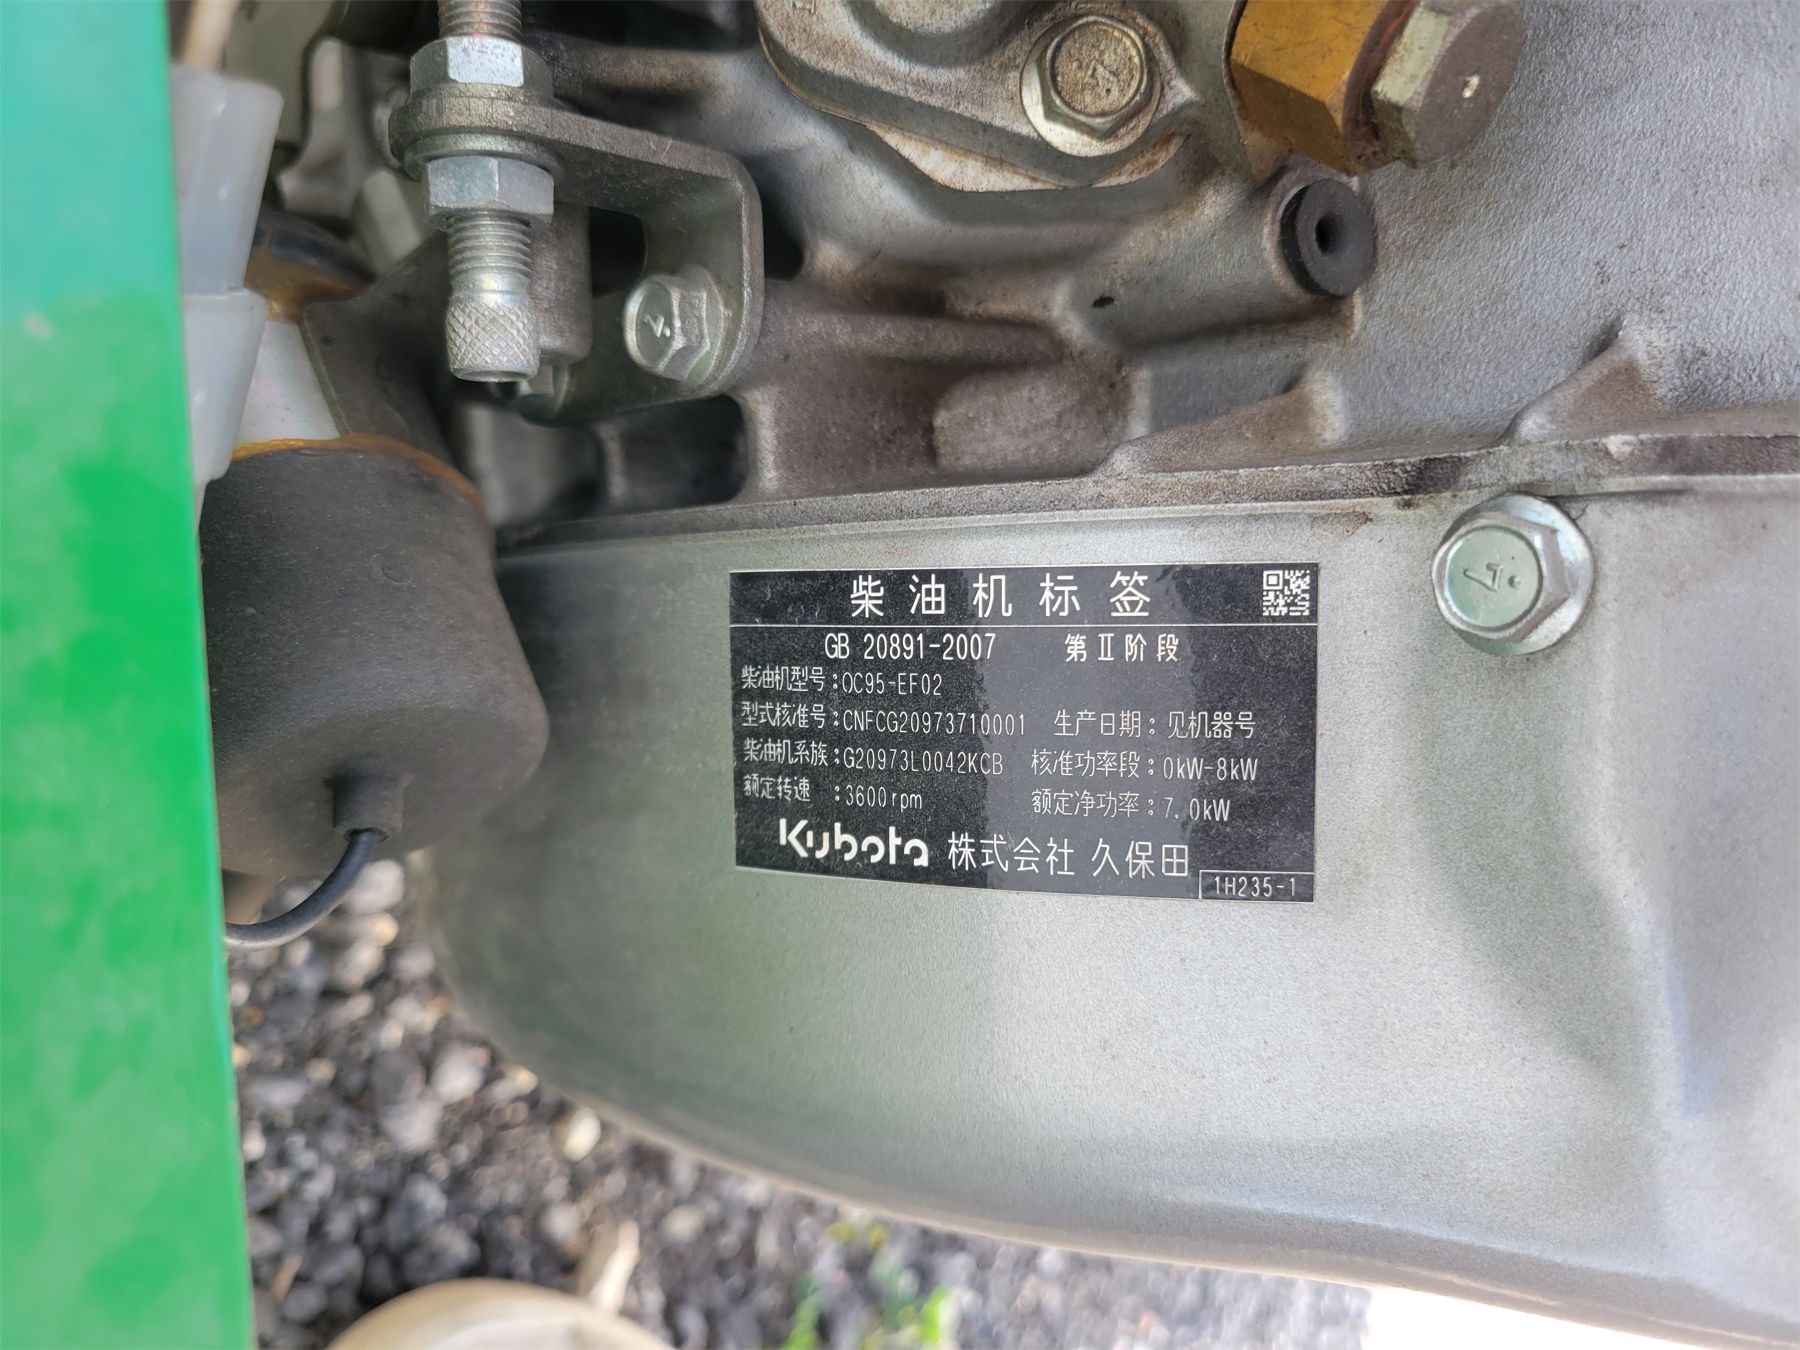 柴油机标签
GB 20891-2007 第Ⅱ阶段
柴油机型号:OC95-EF02
型式核准号:CNFCG20973710001 生产日期:见机器号
柴油机系族:G20973L0042KCB 核准功率段:0kW-8kW
额定转速 :3600rpm 额定净功率:7.0kW
Kubota 株式会社 久保田
1H235-1